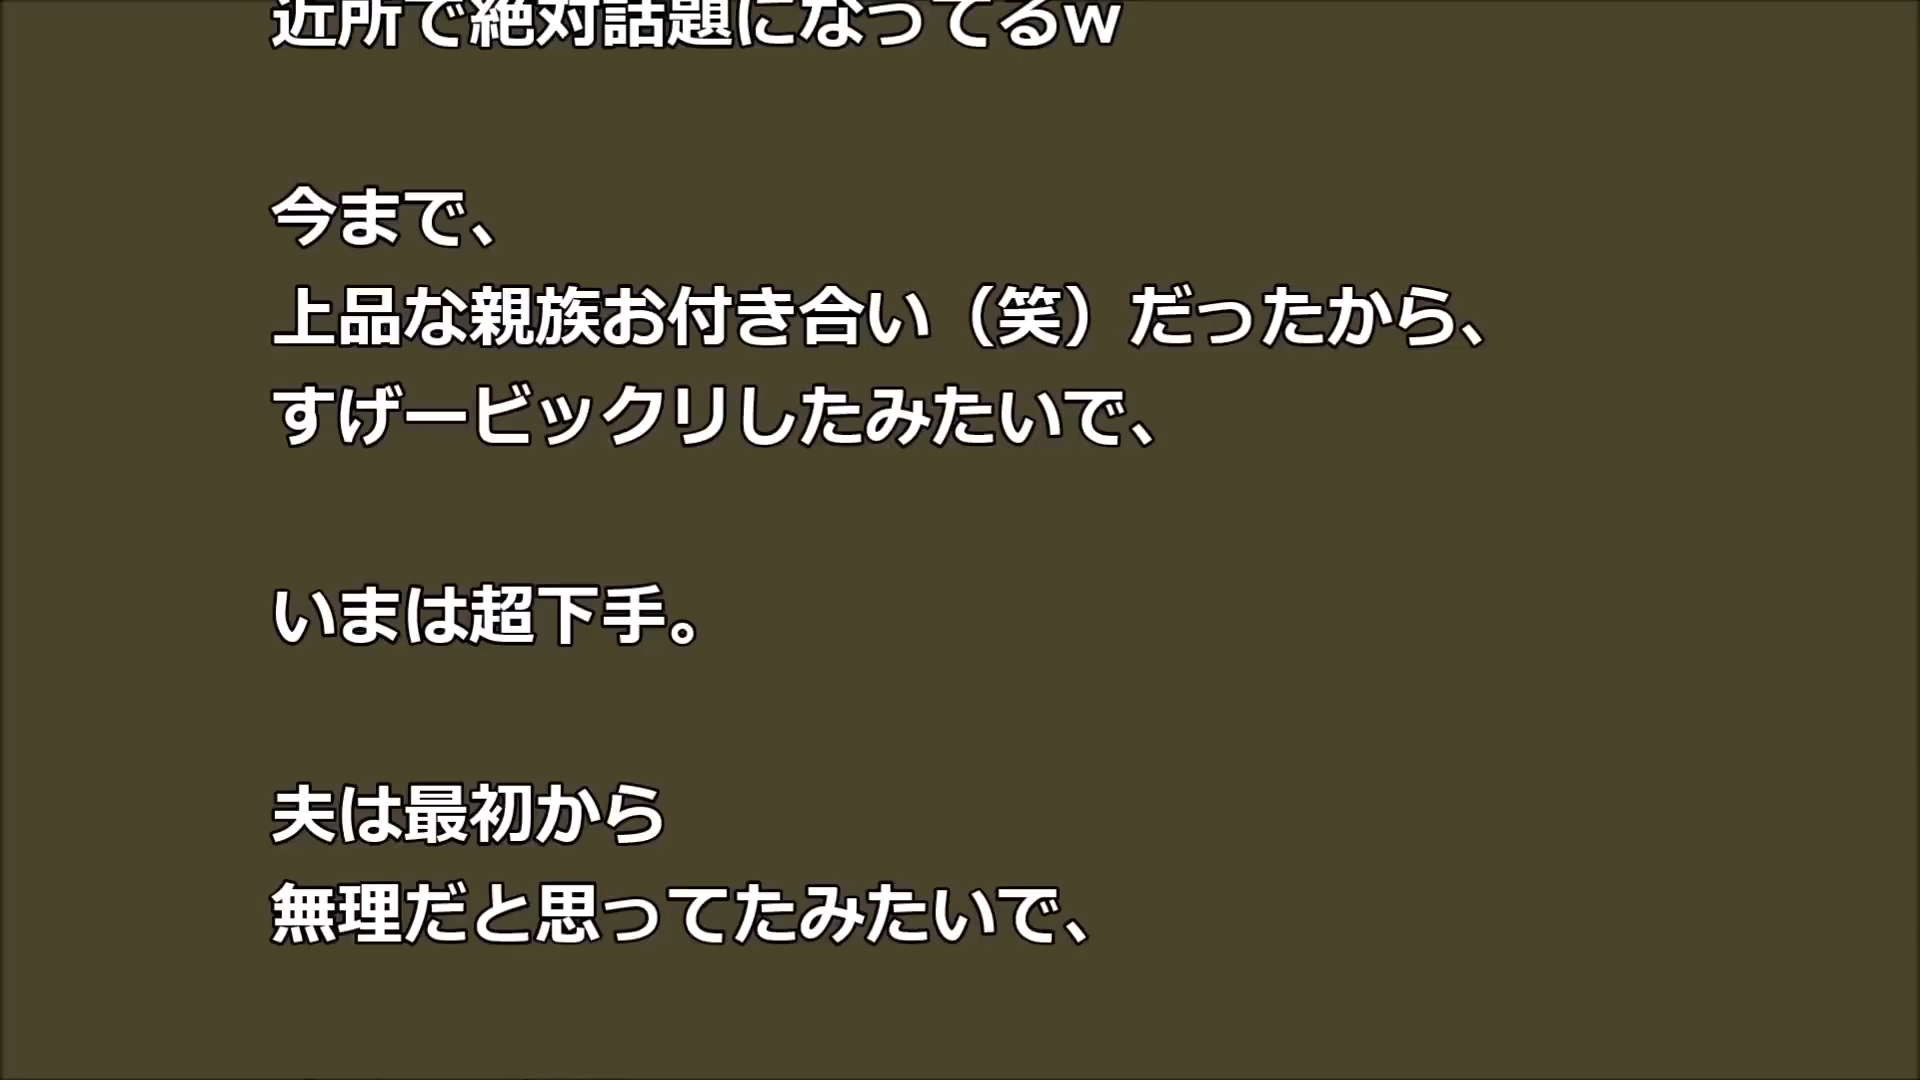 近所で絶対話題になってるw
今まで、
上品な親族お付き合い（笑）だったから、
すげービックリしたみたいで、
いまは超下手。
夫は最初から
無理だと思ってたみたいで、